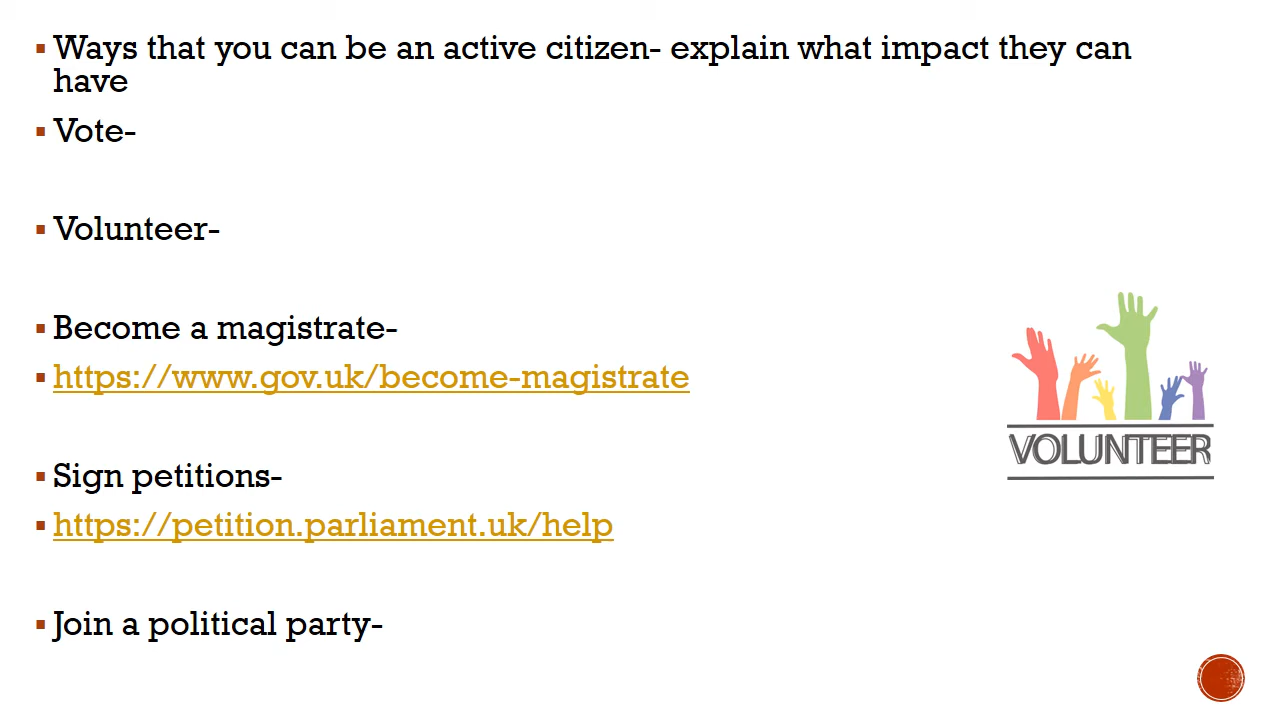 Ways that you can be an active citizen- explain what impact they can
have
Vote-
Volunteer-
Become a magistrate-
https://www.gov.uk/become-magistrate
VOLUNTEER
Sign petitions-
https://petition.parliament.uk/help
Join a political party-